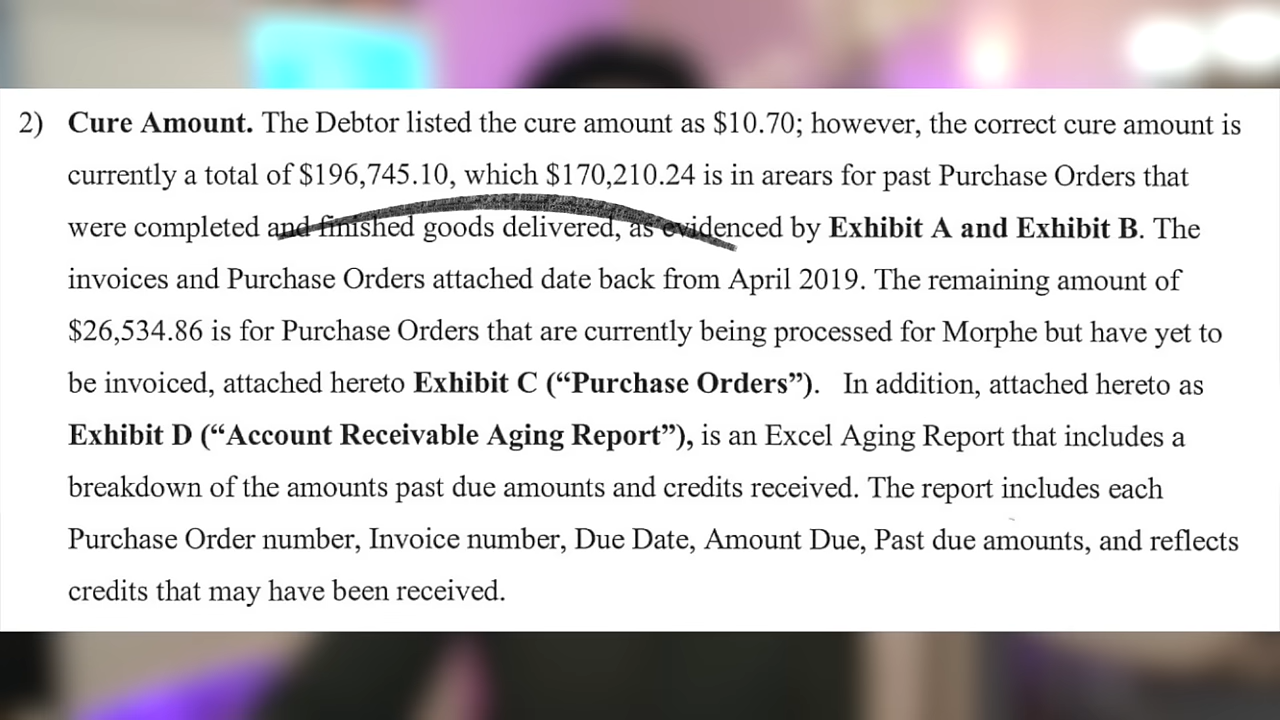 2) Cure Amount. The Debtor listed the cure amount as $10.70; however, the correct cure amount is
currently a total of $196,745.10, which $170,210.24 is in arears for past Purchase Orders that
were completed and finished goods delivered, as evidenced by Exhibit A and Exhibit B. The
invoices and Purchase Orders attached date back from April 2019. The remaining amount of
$26,534.86 is for Purchase Orders that are currently being processed for Morphe but have yet to
be invoiced, attached hereto Exhibit C (“Purchase Orders”). In addition, attached hereto as
Exhibit D (“Account Receivable Aging Report”), is an Excel Aging Report that includes a
breakdown of the amounts past due amounts and credits received. The report includes each
Purchase Order number, Invoice number, Due Date, Amount Due, Past due amounts, and reflects
credits that may have been received.